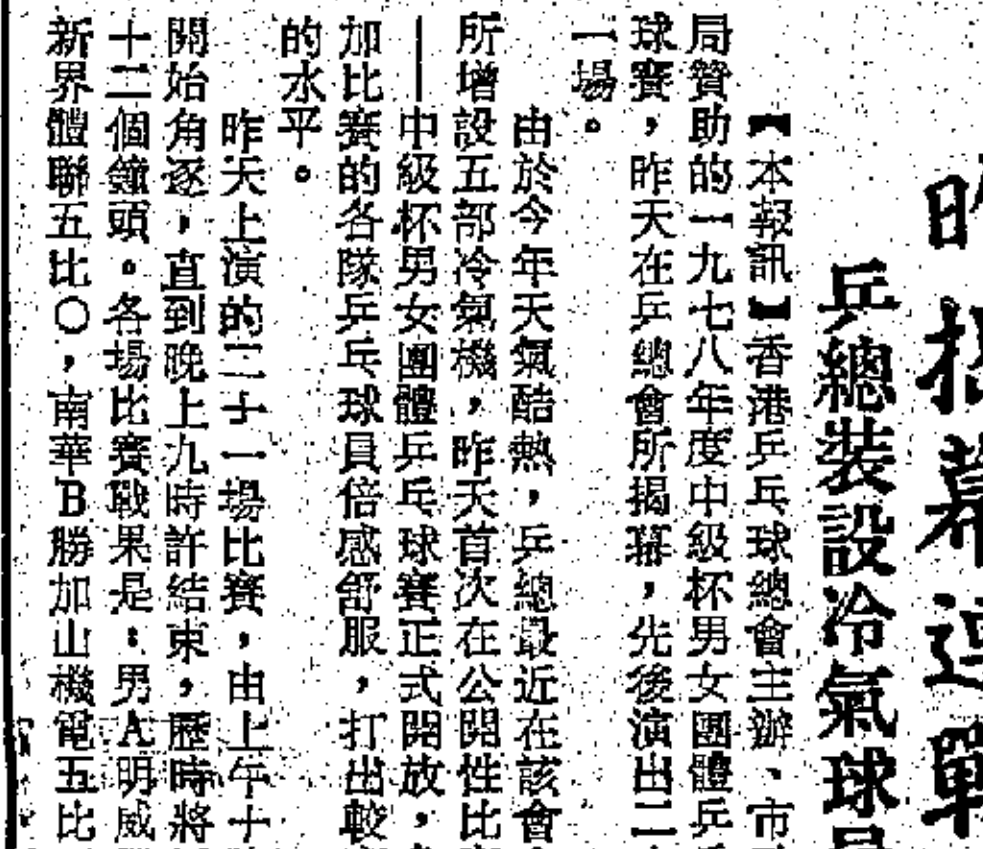 揭幕連戰
乒總裝設冷氣球
【本報訊】香港乒乓球總會主辦、市
局贊助的一九七八年度中級杯男女團體乒
球賽，昨天在乒總會所揭幕，先後演出二
一場。
由於今年天氣酷熱，乒總最近在該會
所增設五部冷氣機，昨天首次在公開性比
—中級杯男女團體乒乓球賽正式開放，
加比賽的各隊乒乓球員倍感舒服，打出較
的水平。
昨天上演的二十一場比賽，由上午十
開始角逐，直到晚上九時許結束，歷時將
十二個鐘頭。各場比賽戰果是：男A明威
新界體聯五比○，南華B勝加山機電五比